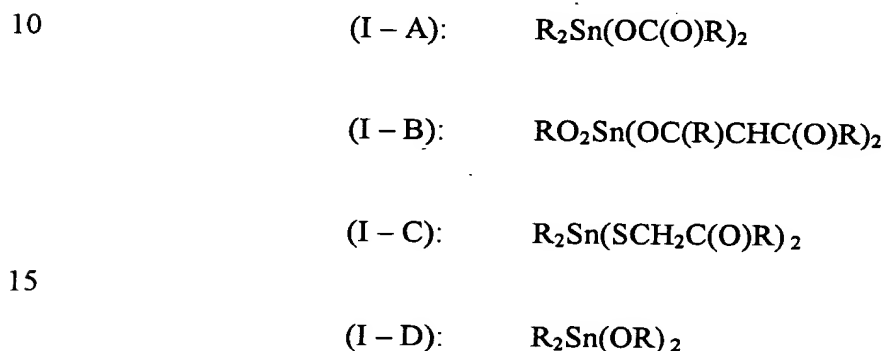 10 (I – A): R₂Sn(OC(O)R)₂
(I – B): RO₂Sn(OC(R)CHC(O)R)₂
(I – C): R₂Sn(SCH₂C(O)R)₂
15
(I – D): R₂Sn(OR)₂